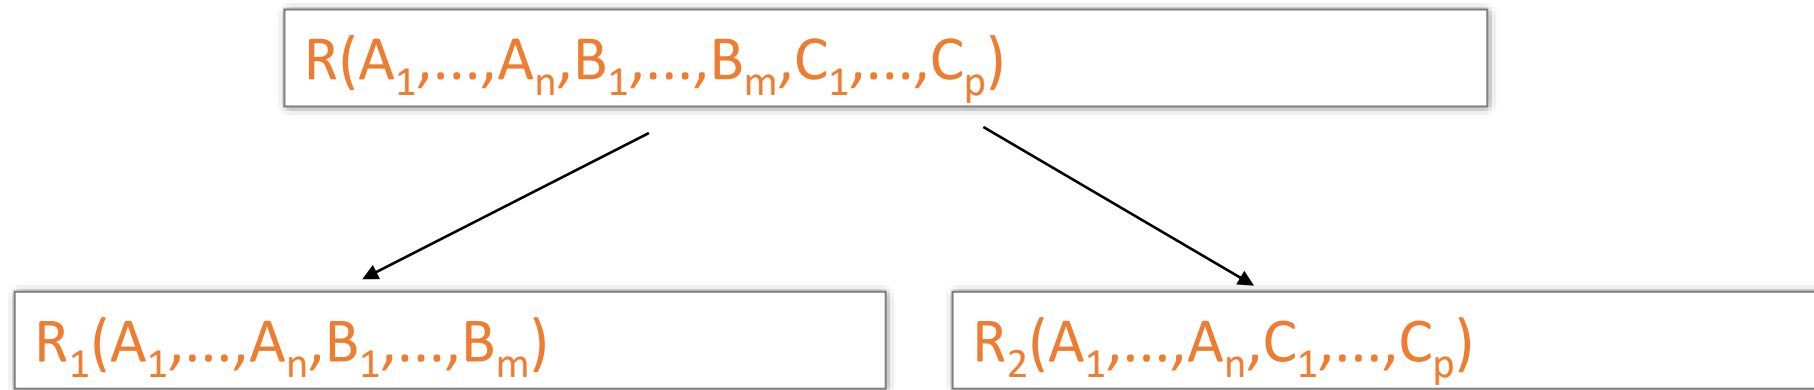 R(A₁,...,Aₙ,B₁,...,Bₘ,C₁,...,Cₚ)
R₁(A₁,...,Aₙ,B₁,...,Bₘ)
R₂(A₁,...,Aₙ,C₁,...,Cₚ)